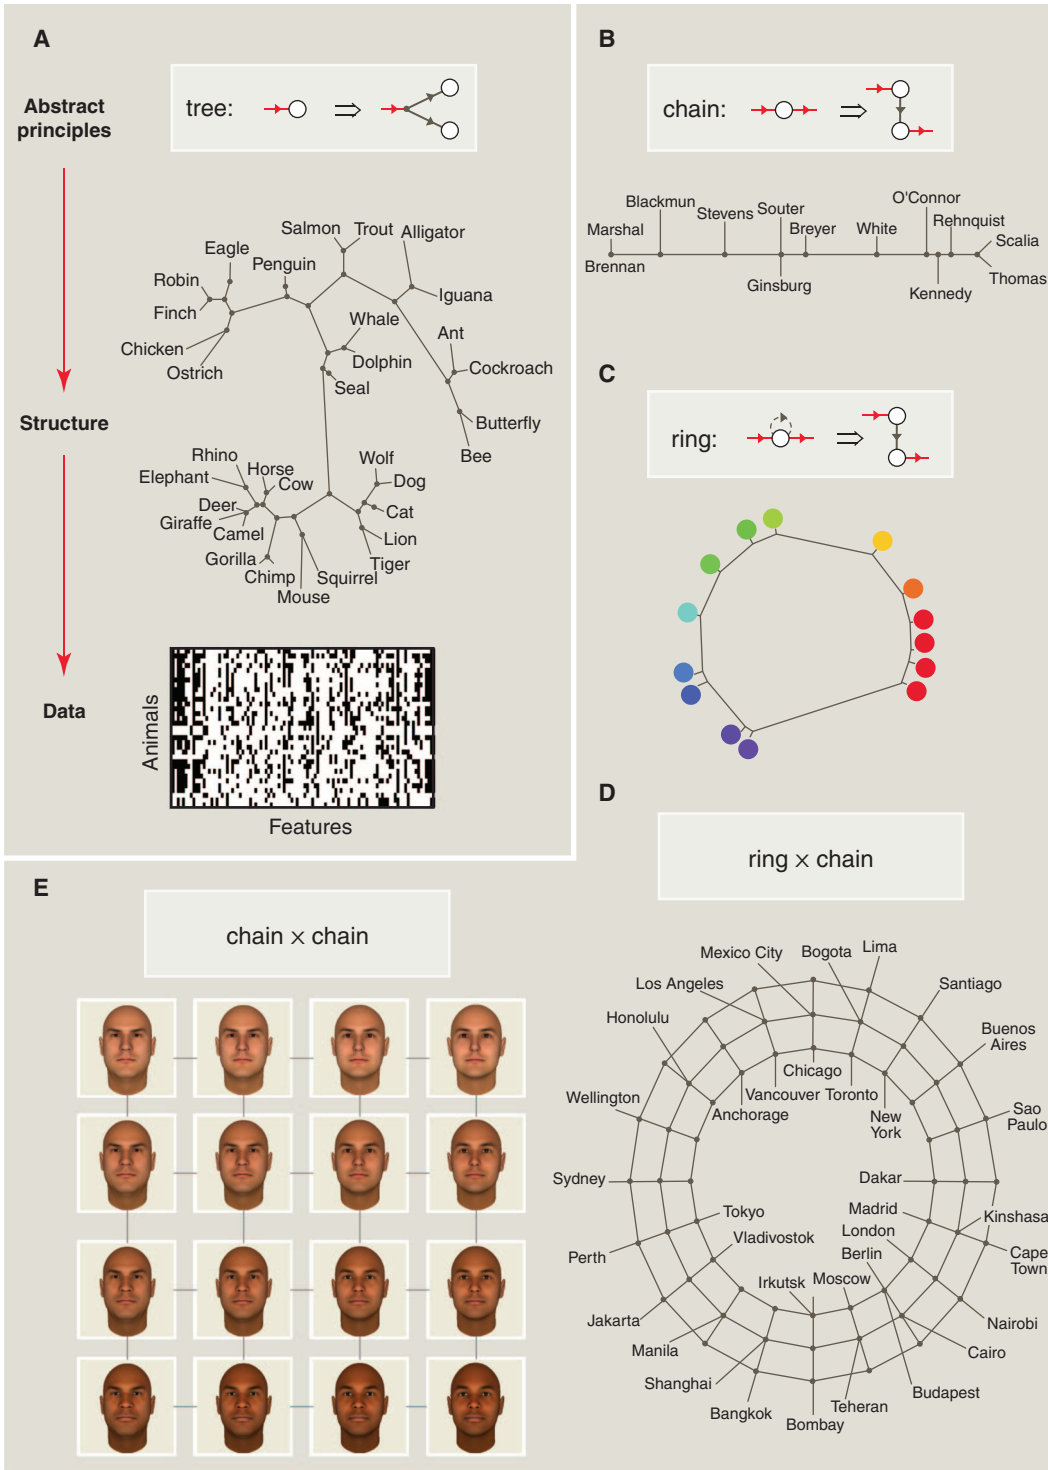 A
Abstract
principles
tree:
Salmon
Trout
Alligator
Eagle
Penguin
Robin
Iguana
Finch
Whale
Ant
Chicken
Dolphin
Cockroach
Ostrich
Seal
Structure
Butterfly
Bee
Rhino
Wolf
Elephant
Horse
Cow
Dog
Deer
Cat
Giraffe
Camel
Lion
Gorilla
Tiger
Chimp
Squirrel
Mouse
Data
Animals
Features
B
chain:
O'Connor
Blackmun
Stevens
Souter
Rehnquist
Marshal
Breyer
White
Scalia
Brennan
Ginsburg
Thomas
Kennedy
C
ring:
D
ring × chain
Mexico City
Bogota
Lima
Los Angeles
Santiago
Honolulu
Buenos
Aires
Chicago
Vancouver
Toronto
Wellington
Anchorage
New
York
Sao
Paulo
Sydney
Dakar
Tokyo
Madrid
Kinshasa
Vladivostok
London
Perth
Berlin
Cape
Town
Irkutsk
Moscow
Jakarta
Nairobi
Manila
Cairo
Shanghai
Budapest
Bangkok
Teheran
Bombay
E
chain × chain